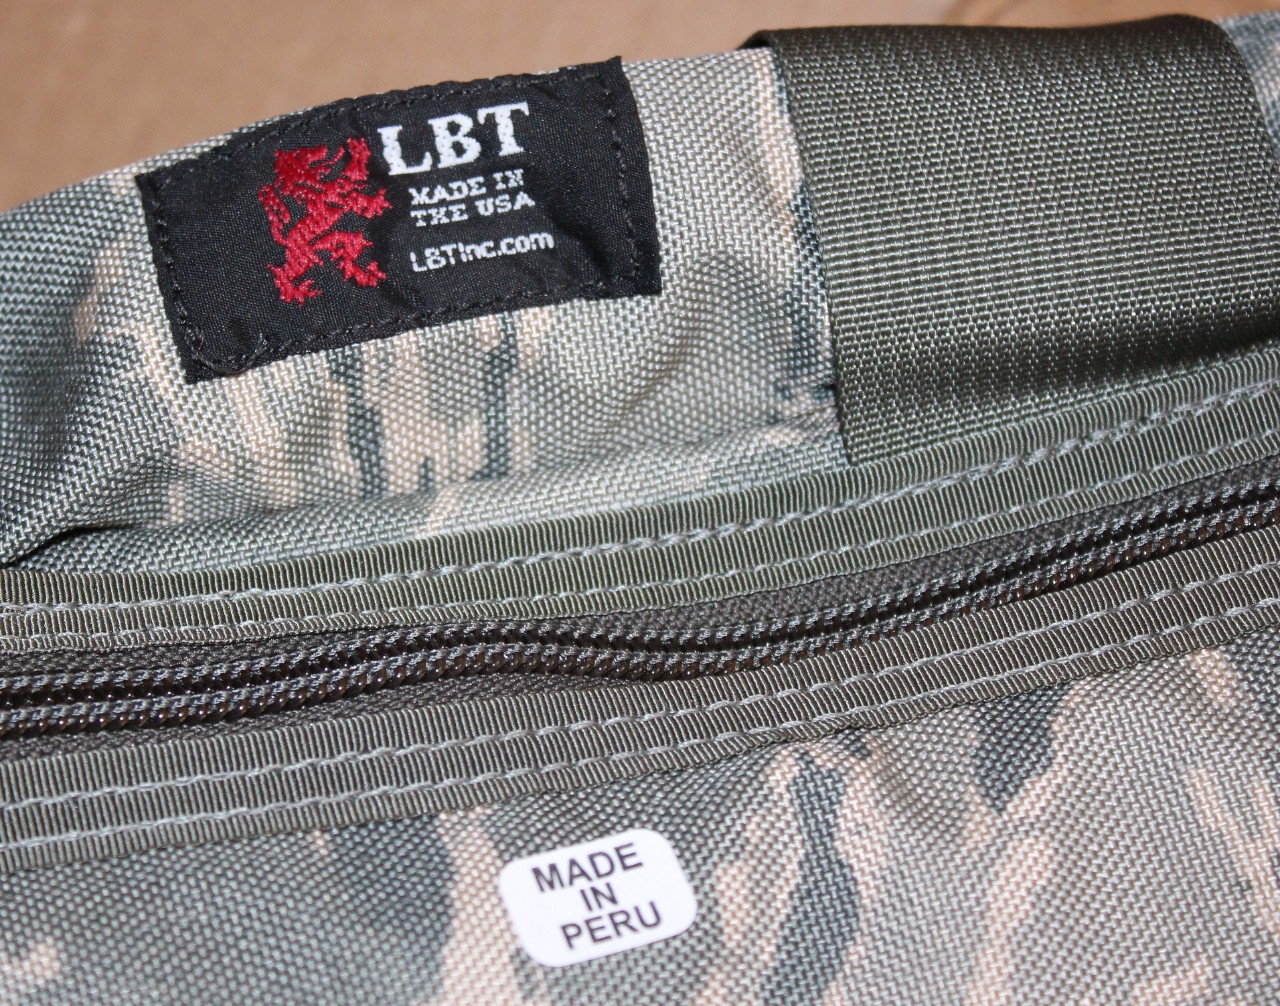 LBT
MADE IN
THE USA
LBTInc.com
MADE
IN
PERU